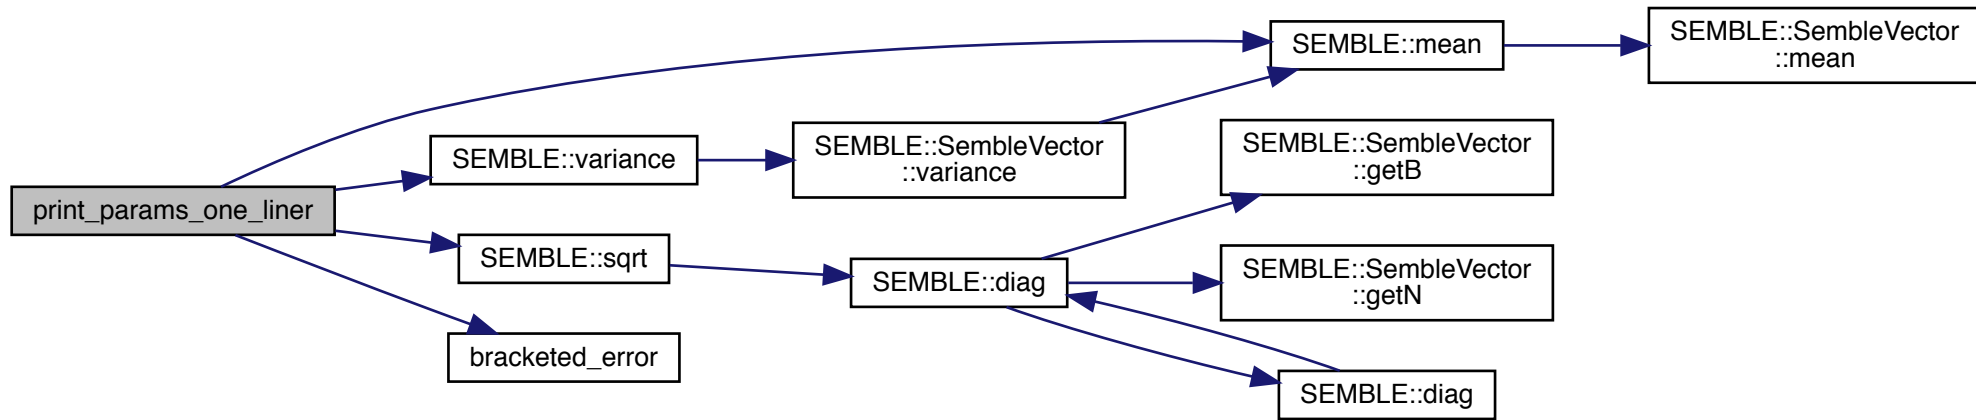 print_params_one_liner
SEMBLE::mean
SEMBLE::SembleVector
::mean
SEMBLE::variance
SEMBLE::SembleVector
::variance
SEMBLE::SembleVector
::getB
SEMBLE::sqrt
SEMBLE::diag
SEMBLE::SembleVector
::getN
bracketed_error
SEMBLE::diag